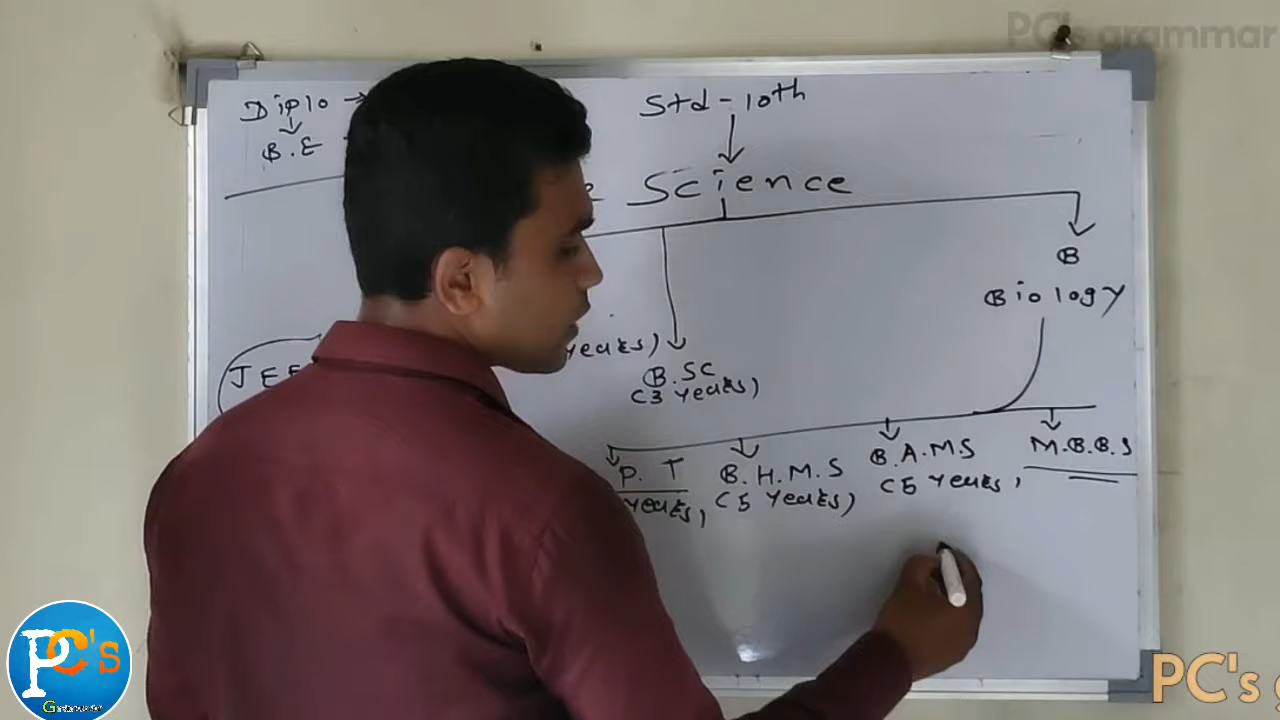 PC's grammar
Diplo →
B.E
Std - 10th
Science
B
Biology
years)
JEE
B.SC
(3 years)
P.T
years)
B.H.M.S
(5 years)
B.A.M.S
(5 years)
M.B.B.S
PC's
Grammar
PC's g